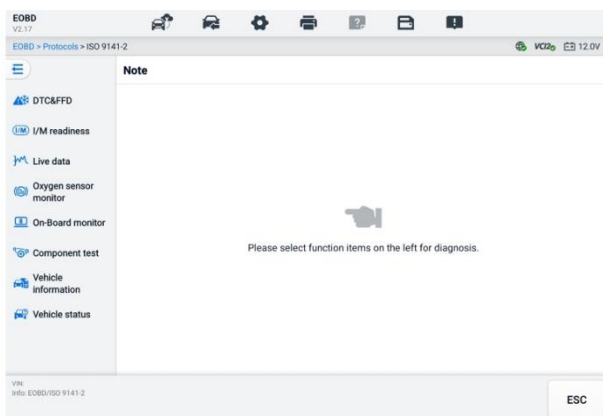 EOBD
V2.17
EOBD > Protocols > ISO 9141-2
VCI2
12.0V
Note
DTC&FFD
I/M
I/M readiness
Live data
Oxygen sensor
monitor
On-Board monitor
Component test
Vehicle
information
Vehicle status
Please select function items on the left for diagnosis.
VIN:
Info: EOBD/ISO 9141-2
ESC